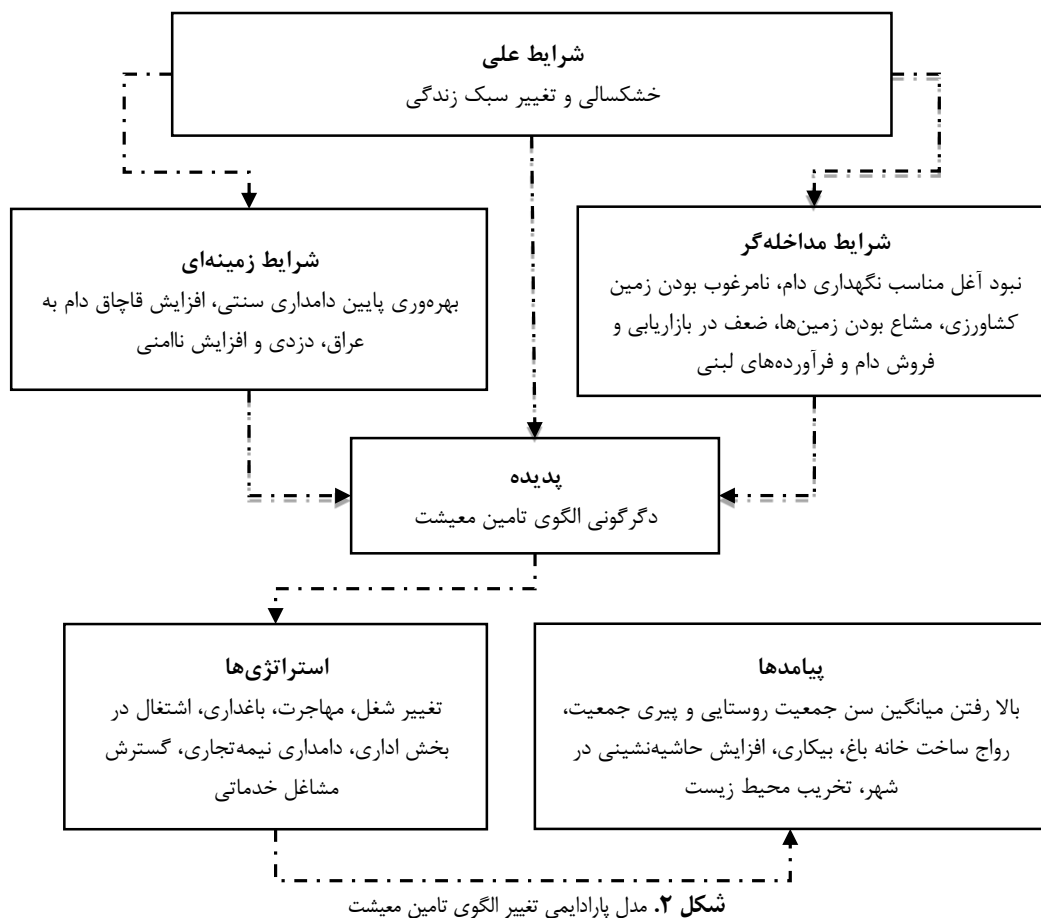 شرایط علی
خشکسالی و تغییر سبک زندگی
شرایط مداخله‌گر
نبود آغل مناسب نگهداری دام، نامرغوب بودن زمین
کشاورزی، مشاع بودن زمین‌ها، ضعف در بازاریابی و
فروش دام و فرآورده‌های لبنی
شرایط زمینه‌ای
بهره‌وری پایین دامداری سنتی، افزایش قاچاق دام به
عراق، دزدی و افزایش ناامنی
پدیده
دگرگونی الگوی تامین معیشت
استراتژی‌ها
تغییر شغل، مهاجرت، باغداری، اشتغال در
بخش اداری، دامداری نیمه‌تجاری، گسترش
مشاغل خدماتی
پیامدها
بالا رفتن میانگین سن جمعیت روستایی و پیری جمعیت،
رواج ساخت خانه باغ، بیکاری، افزایش حاشیه‌نشینی در
شهر، تخریب محیط زیست
شکل ۲. مدل پارادایمی تغییر الگوی تامین معیشت